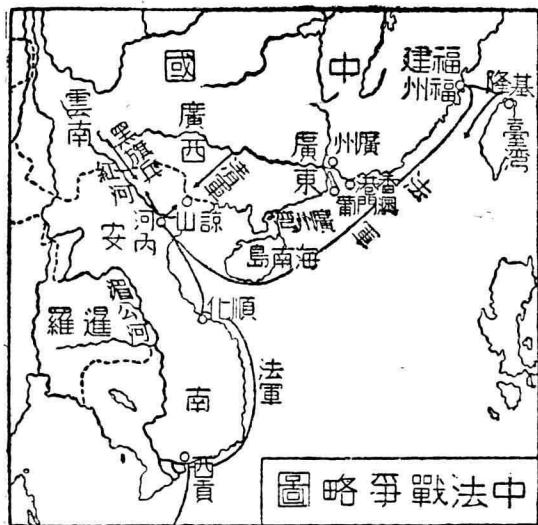 中國
福建
福州
基隆
臺灣
雲南
廣西
黑旗軍
清軍
紅河
廣東
廣州
香港
澳門葡
廣州灣
海南島
法軍
諒山
河內
安南
順化
暹羅
湄公河
法軍
西貢
中法戰爭略圖